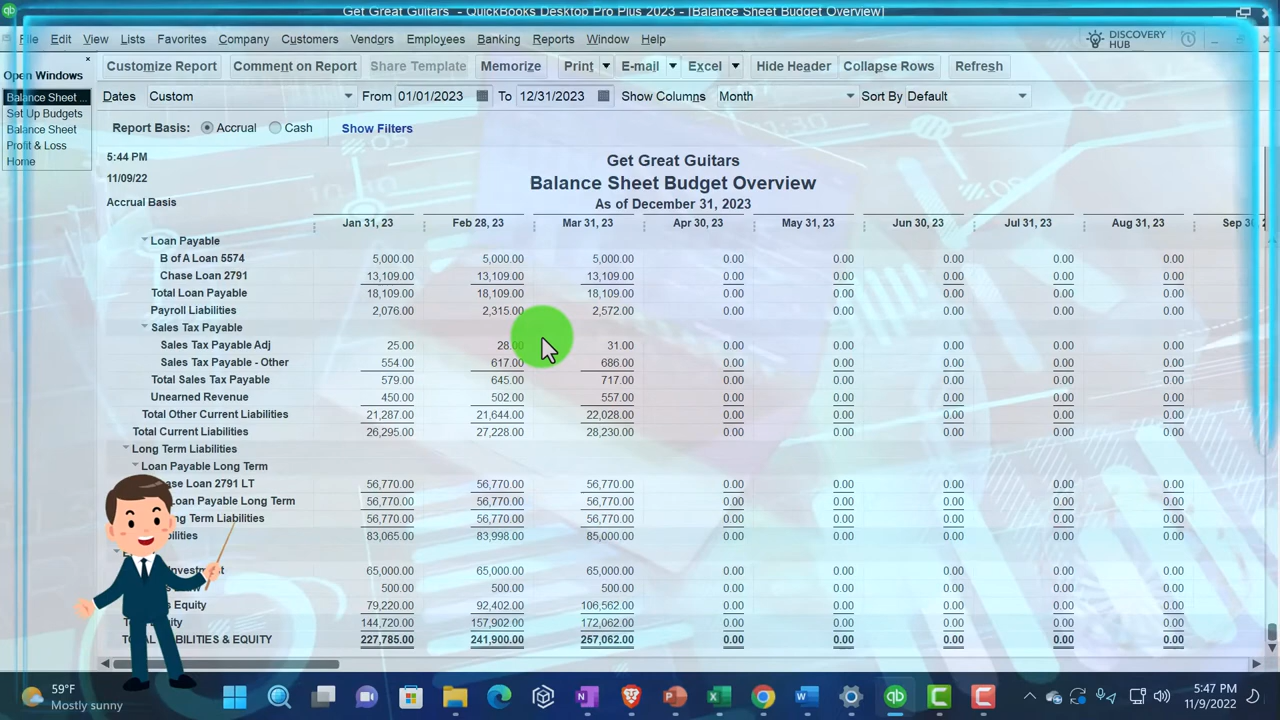 Get Great Guitars - QuickBooks Desktop Pro Plus 2023 - [Balance Sheet Budget Overview]
File Edit View Lists Favorites Company Customers Vendors Employees Banking Reports Window Help DISCOVERY HUB
Open Windows
Balance Sheet ...
Set Up Budgets
Balance Sheet
Profit & Loss
Home
Customize Report Comment on Report Share Template Memorize Print E-mail Excel Hide Header Collapse Rows Refresh
Dates Custom From 01/01/2023 To 12/31/2023 Show Columns Month Sort By Default
Report Basis: Accrual Cash Show Filters
5:44 PM
11/09/22
Accrual Basis
Get Great Guitars
Balance Sheet Budget Overview
As of December 31, 2023
Jan 31, 23 Feb 28, 23 Mar 31, 23 Apr 30, 23 May 31, 23 Jun 30, 23 Jul 31, 23 Aug 31, 23 Sep 30
Loan Payable
B of A Loan 5574 5,000.00 5,000.00 5,000.00 0.00 0.00 0.00 0.00 0.00
Chase Loan 2791 13,109.00 13,109.00 13,109.00 0.00 0.00 0.00 0.00 0.00
Total Loan Payable 18,109.00 18,109.00 18,109.00 0.00 0.00 0.00 0.00 0.00
Payroll Liabilities 2,076.00 2,315.00 2,572.00 0.00 0.00 0.00 0.00 0.00
Sales Tax Payable
Sales Tax Payable Adj 25.00 28.00 31.00 0.00 0.00 0.00 0.00 0.00
Sales Tax Payable - Other 554.00 617.00 686.00 0.00 0.00 0.00 0.00 0.00
Total Sales Tax Payable 579.00 645.00 717.00 0.00 0.00 0.00 0.00 0.00
Unearned Revenue 450.00 502.00 557.00 0.00 0.00 0.00 0.00 0.00
Total Other Current Liabilities 21,287.00 21,644.00 22,028.00 0.00 0.00 0.00 0.00 0.00
Total Current Liabilities 26,295.00 27,228.00 28,230.00 0.00 0.00 0.00 0.00 0.00
Long Term Liabilities
Loan Payable Long Term
ase Loan 2791 LT 56,770.00 56,770.00 56,770.00 0.00 0.00 0.00 0.00 0.00
Loan Payable Long Term 56,770.00 56,770.00 56,770.00 0.00 0.00 0.00 0.00 0.00
ng Term Liabilities 56,770.00 56,770.00 56,770.00 0.00 0.00 0.00 0.00 0.00
bilities 83,065.00 83,998.00 85,000.00 0.00 0.00 0.00 0.00 0.00
65,000.00 65,000.00 65,000.00 0.00 0.00 0.00 0.00 0.00
500.00 500.00 500.00 0.00 0.00 0.00 0.00 0.00
Equity 79,220.00 92,402.00 106,562.00 0.00 0.00 0.00 0.00 0.00
144,720.00 157,902.00 172,062.00 0.00 0.00 0.00 0.00 0.00
BILITIES & EQUITY 227,785.00 241,900.00 257,062.00 0.00 0.00 0.00 0.00 0.00
59°F
Mostly sunny
5:47 PM
11/9/2022